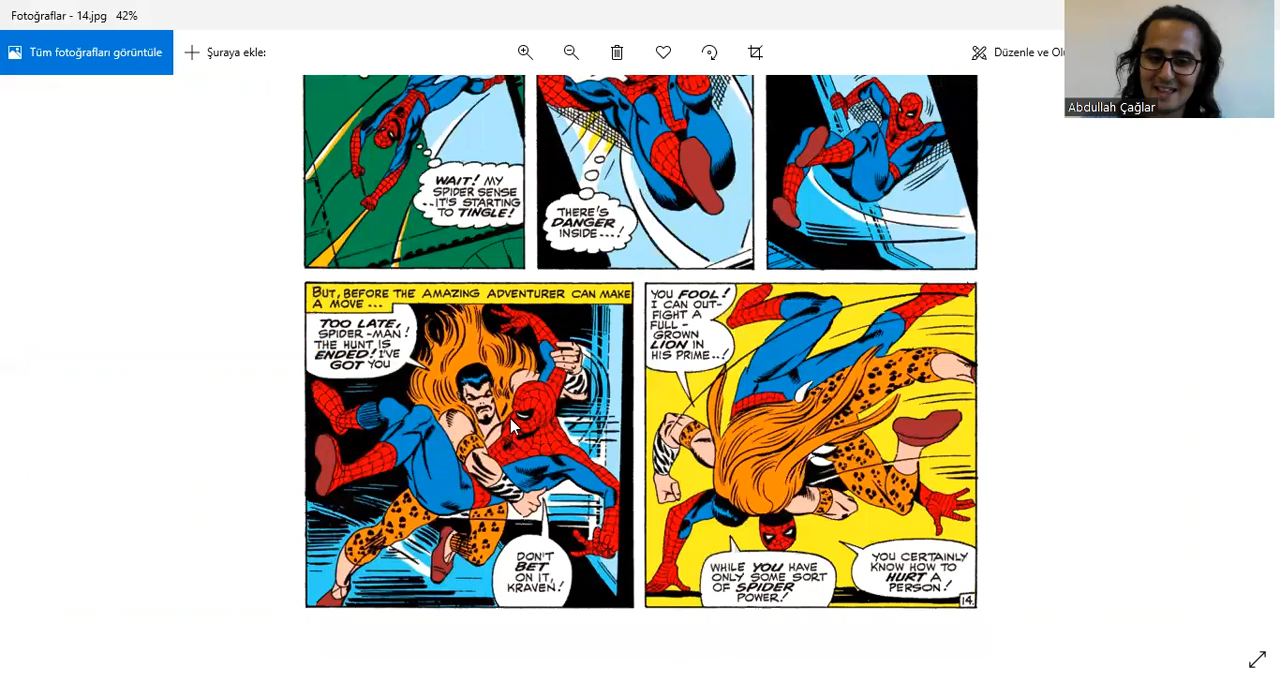 Fotoğraflar - 14.jpg 42%
Tüm fotoğrafları görüntüle
Şuraya ekle:
Düzenle ve Olu
Abdullah Çağlar
WAIT! MY
SPIDER SENSE
..IT'S STARTING
TO TINGLE!
THERE'S
DANGER
INSIDE....!
BUT, BEFORE THE AMAZING ADVENTURER CAN MAKE
A MOVE ...
TOO LATE,
SPIDER-MAN!
THE HUNT IS
ENDED! I'VE
GOT YOU
DON'T
BET
ON IT,
KRAVEN!
YOU FOOL!
I CAN OUT-
FIGHT A
FULL-
GROWN
LION IN
HIS PRIME..!
WHILE YOU HAVE
ONLY SOME SORT
OF SPIDER
POWER!
YOU CERTAINLY
KNOW HOW TO
HURT A
PERSON!
14.